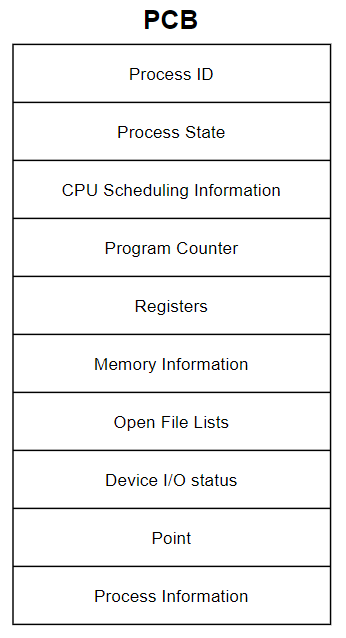 PCB
Process ID
Process State
CPU Scheduling Information
Program Counter
Registers
Memory Information
Open File Lists
Device I/O status
Point
Process Information